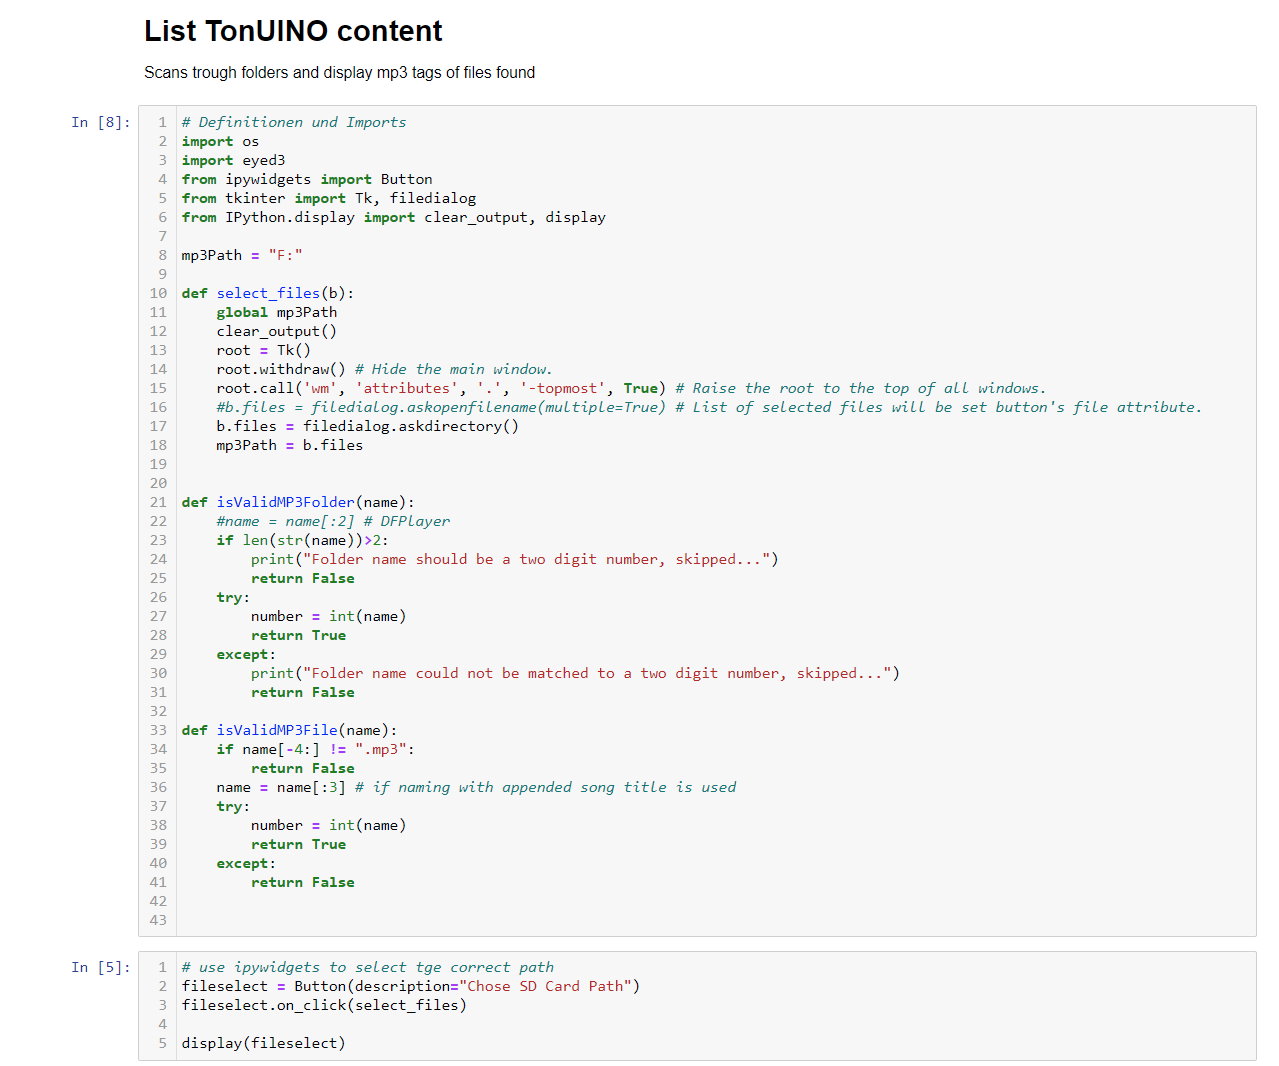 List TonUINO content
Scans trough folders and display mp3 tags of files found
In [8]:
1 # Definitionen und Imports
2 import os
3 import eyed3
4 from ipywidgets import Button
5 from tkinter import Tk, filedialog
6 from IPython.display import clear_output, display
7
8 mp3Path = "F:"
9
10 def select_files(b):
11     global mp3Path
12     clear_output()
13     root = Tk()
14     root.withdraw() # Hide the main window.
15     root.call('wm', 'attributes', '.', '-topmost', True) # Raise the root to the top of all windows.
16     #b.files = filedialog.askopenfilename(multiple=True) # List of selected files will be set button's file attribute.
17     b.files = filedialog.askdirectory()
18     mp3Path = b.files
19
20
21 def isValidMP3Folder(name):
22     #name = name[:2] # DFPlayer
23     if len(str(name))>2:
24         print("Folder name should be a two digit number, skipped...")
25         return False
26     try:
27         number = int(name)
28         return True
29     except:
30         print("Folder name could not be matched to a two digit number, skipped...")
31         return False
32
33 def isValidMP3File(name):
34     if name[-4:] != ".mp3":
35         return False
36     name = name[:3] # if naming with appended song title is used
37     try:
38         number = int(name)
39         return True
40     except:
41         return False
42
43
In [5]:
1 # use ipywidgets to select tge correct path
2 fileselect = Button(description="Chose SD Card Path")
3 fileselect.on_click(select_files)
4
5 display(fileselect)